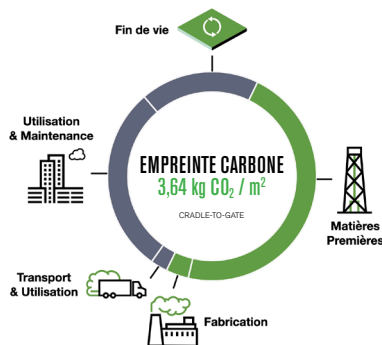 Fin de vie
Utilisation
& Maintenance
EMPREINTE CARBONE
3,64 kg CO₂ / m²
CRADLE-TO-GATE
Matières
Premières
Transport
& Utilisation
Fabrication